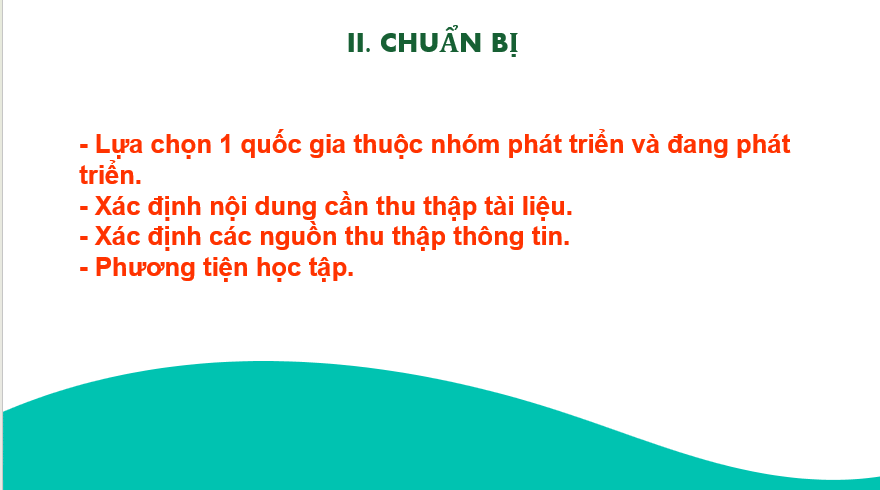 II. CHUẨN BỊ
- Lựa chọn 1 quốc gia thuộc nhóm phát triển và đang phát
triển.
- Xác định nội dung cần thu thập tài liệu.
- Xác định các nguồn thu thập thông tin.
- Phương tiện học tập.